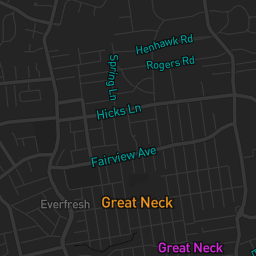 Henhawk Rd
Rogers Rd
Spring Ln
Hicks Ln
Fairview Ave
Everfresh
Great Neck
Great Neck